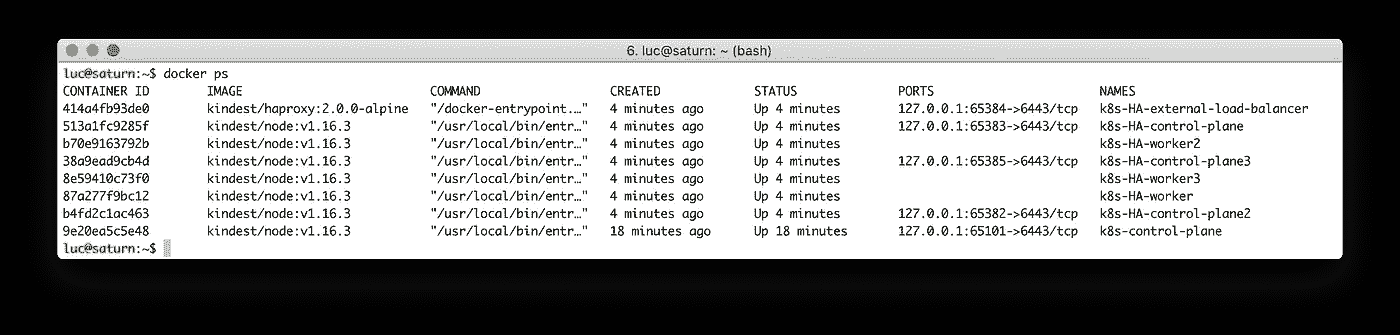 6. luc@saturn: ~ (bash)
luc@saturn:~$ docker ps
CONTAINER ID IMAGE COMMAND CREATED STATUS PORTS NAMES
414a4fb93de0 kindest/haproxy:2.0.0-alpine "/docker-entrypoint.…" 4 minutes ago Up 4 minutes 127.0.0.1:65384->6443/tcp k8s-HA-external-load-balancer
513a1fc9285f kindest/node:v1.16.3 "/usr/local/bin/entr…" 4 minutes ago Up 4 minutes 127.0.0.1:65383->6443/tcp k8s-HA-control-plane
b70e9163792b kindest/node:v1.16.3 "/usr/local/bin/entr…" 4 minutes ago Up 4 minutes k8s-HA-worker2
38a9ead9cb4d kindest/node:v1.16.3 "/usr/local/bin/entr…" 4 minutes ago Up 4 minutes 127.0.0.1:65385->6443/tcp k8s-HA-control-plane3
8e59410c73f0 kindest/node:v1.16.3 "/usr/local/bin/entr…" 4 minutes ago Up 4 minutes k8s-HA-worker3
87a277f9bc12 kindest/node:v1.16.3 "/usr/local/bin/entr…" 4 minutes ago Up 4 minutes k8s-HA-worker
b4fd2c1ac463 kindest/node:v1.16.3 "/usr/local/bin/entr…" 4 minutes ago Up 4 minutes 127.0.0.1:65382->6443/tcp k8s-HA-control-plane2
9e20ea5c5e48 kindest/node:v1.16.3 "/usr/local/bin/entr…" 18 minutes ago Up 18 minutes 127.0.0.1:65101->6443/tcp k8s-control-plane
luc@saturn:~$